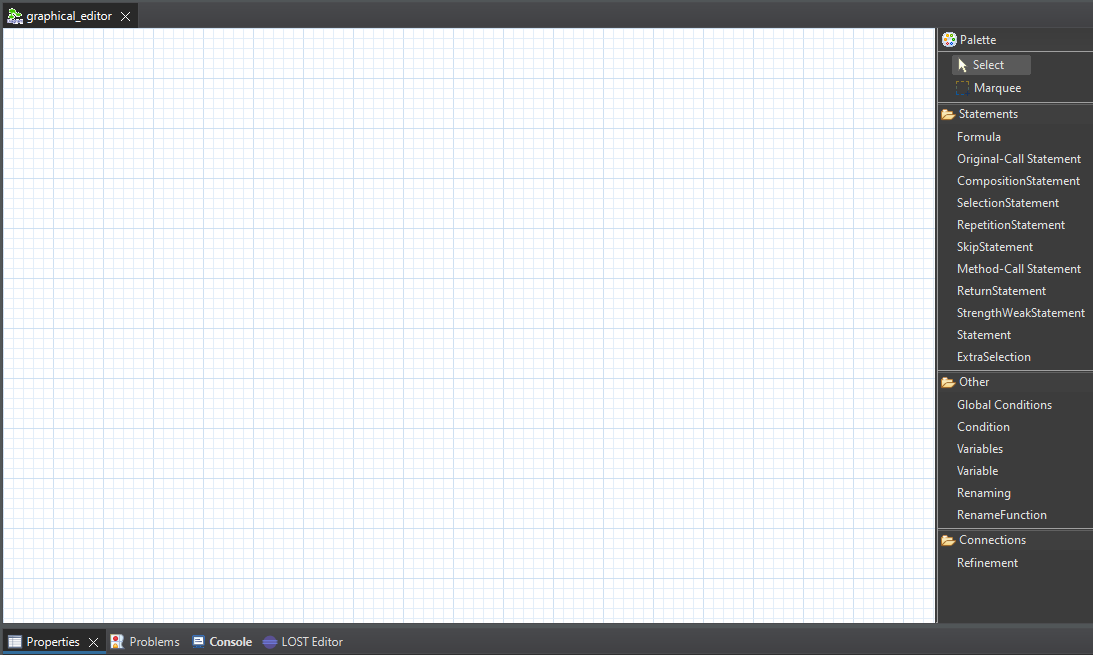 graphical_editor
Palette
Select
Marquee
Statements
Formula
Original-Call Statement
CompositionStatement
SelectionStatement
RepetitionStatement
SkipStatement
Method-Call Statement
ReturnStatement
StrengthWeakStatement
Statement
ExtraSelection
Other
Global Conditions
Condition
Variables
Variable
Renaming
RenameFunction
Connections
Refinement
Properties Problems Console LOST Editor